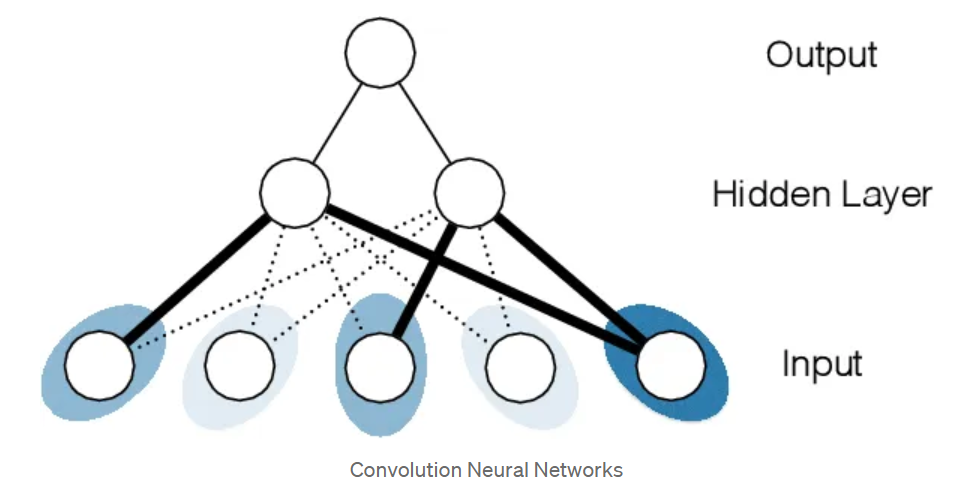 Output
Hidden Layer
Input
Convolution Neural Networks